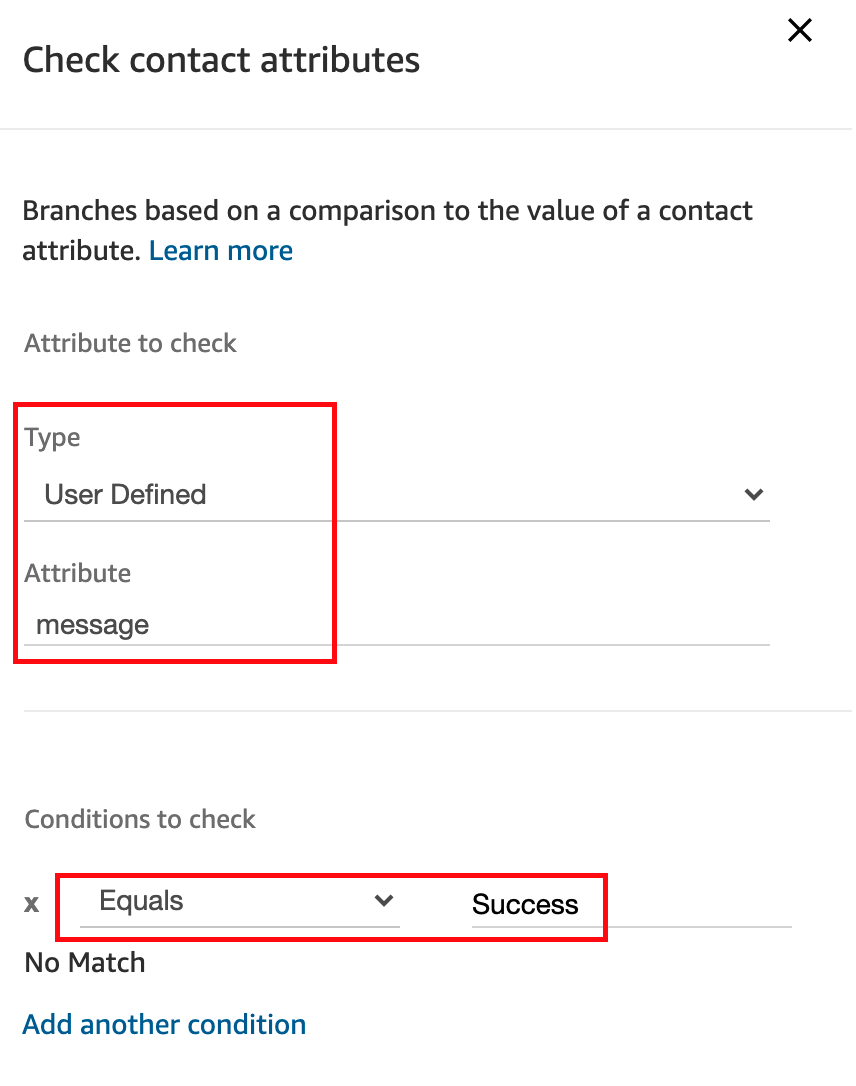 Check contact attributes
Branches based on a comparison to the value of a contact
attribute. Learn more
Attribute to check
Type
User Defined
Attribute
message
Conditions to check
x Equals Success
No Match
Add another condition